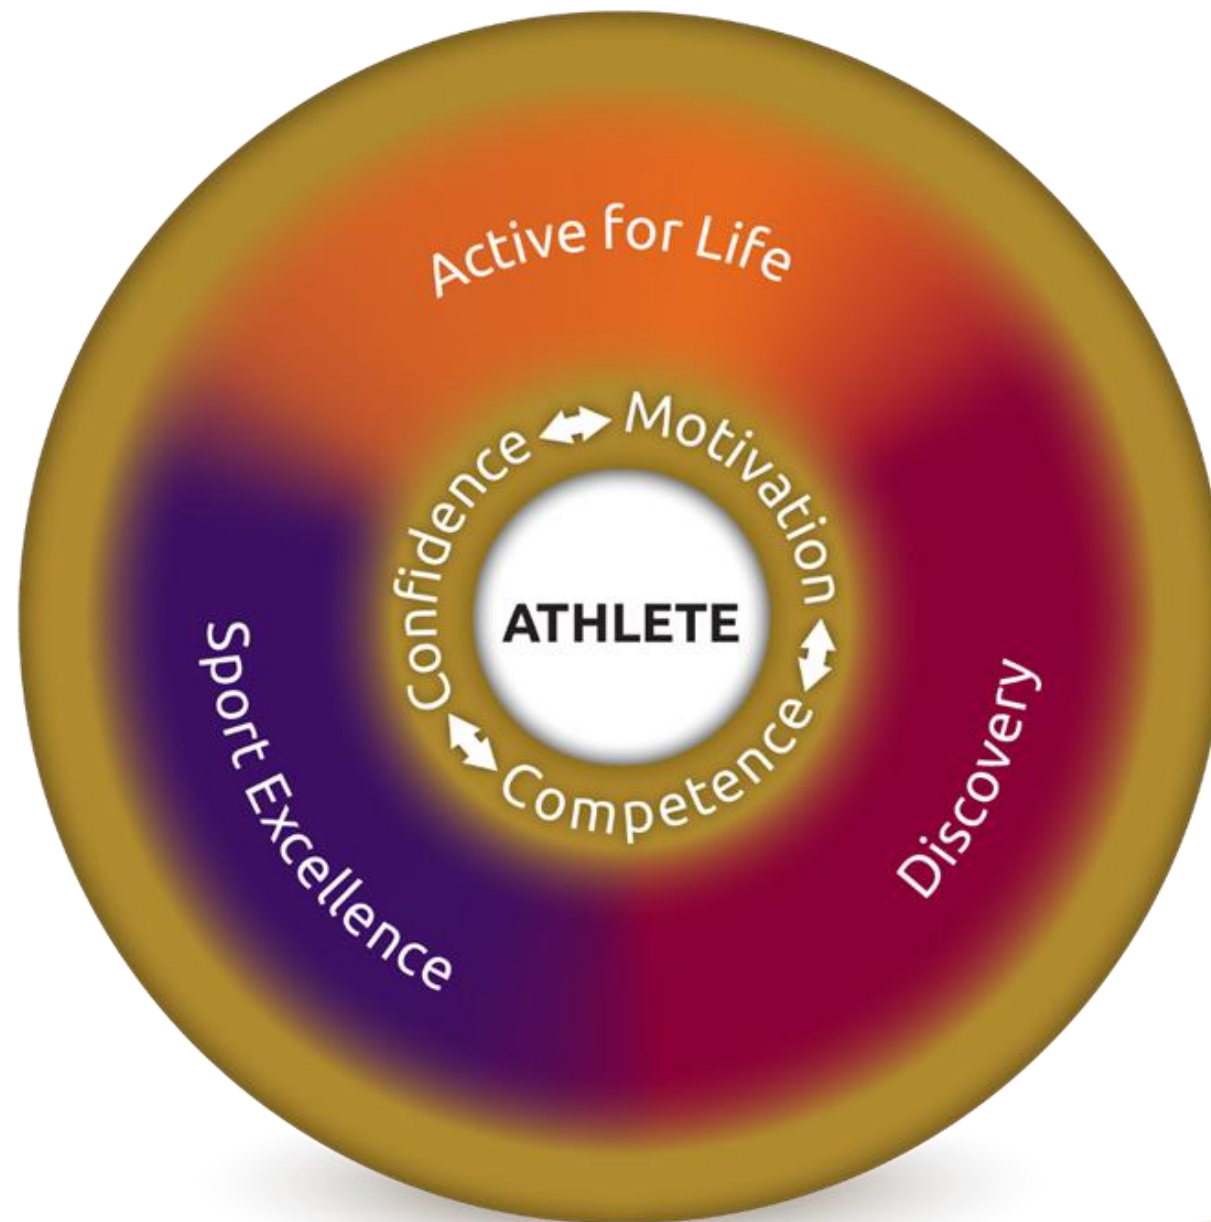 Active for Life
Motivation
Confidence
ATHLETE
Competence
Sport Excellence
Discovery